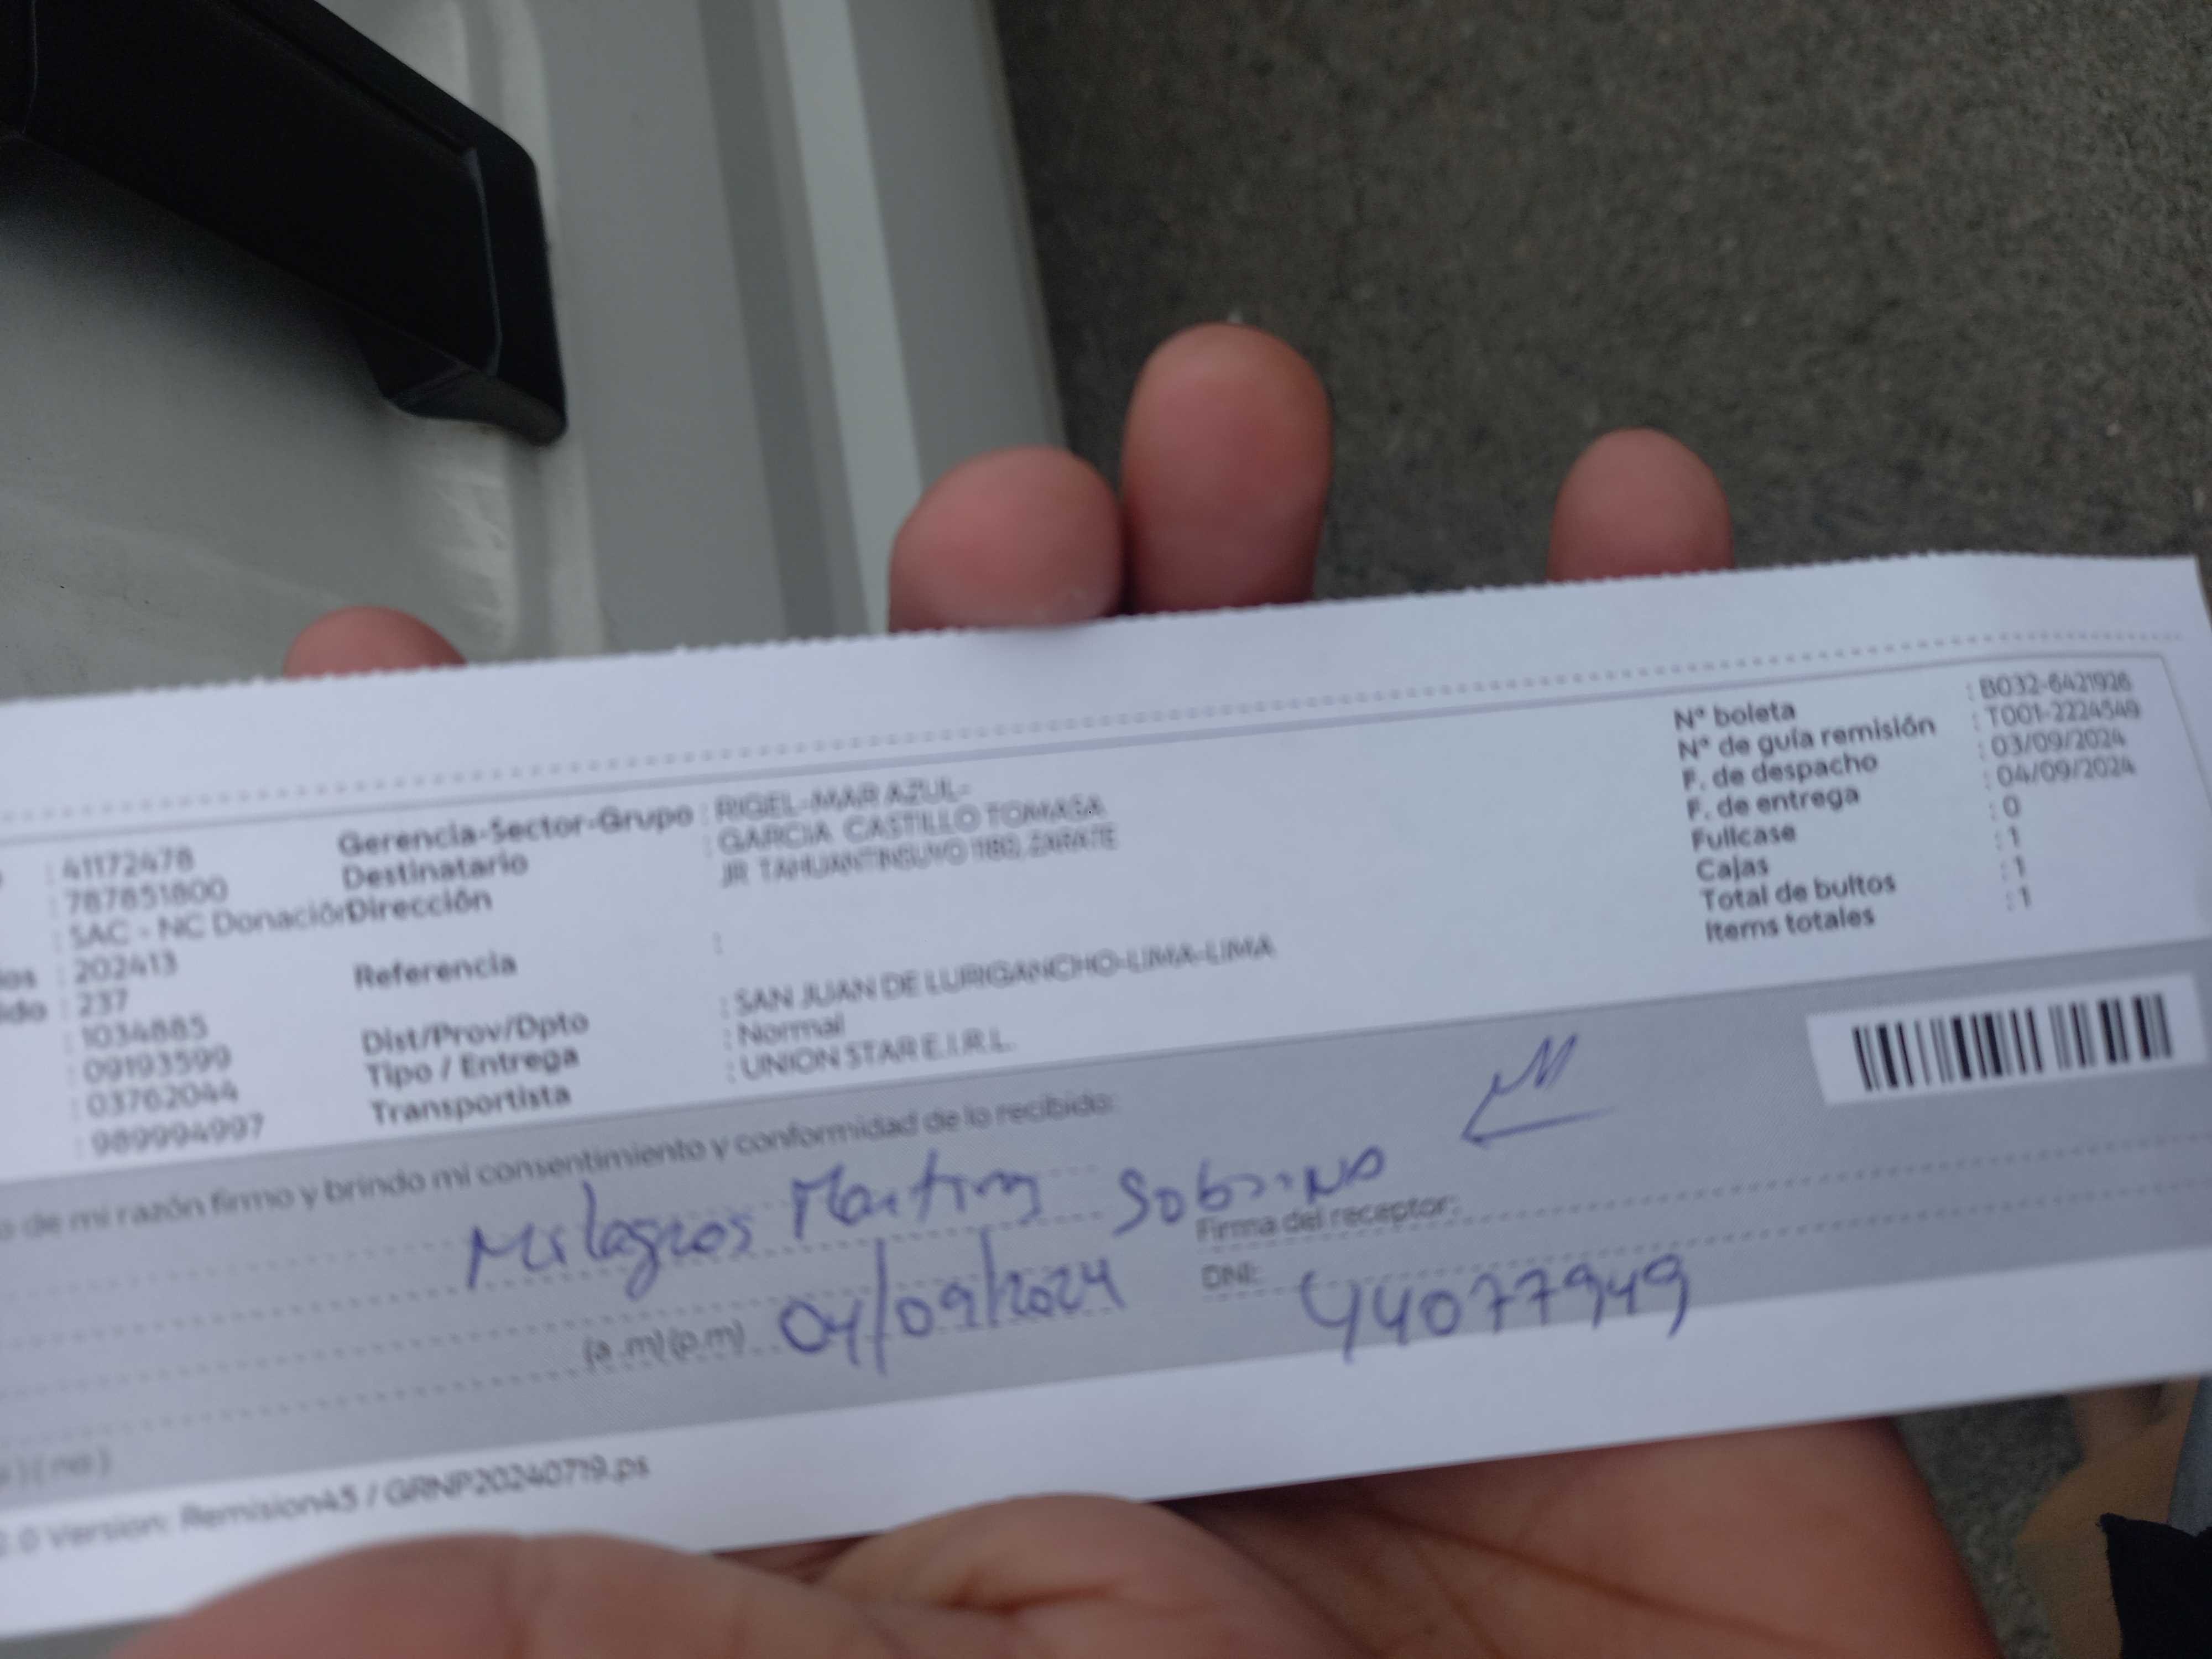 : 41172478
: 787851800
: SAC - NC Donación
: 202413
: 237
: 1034885
: 09193599
: 03762044
: 989994997
Gerencia-Sector-Grupo : RIGEL-MAR AZUL-
Destinatario : GARCIA CASTILLO TOMASA
Dirección JR TAHUANTINSUYO 1180, ZARATE
Referencia :
Dist/Prov/Dpto : SAN JUAN DE LURIGANCHO-LIMA-LIMA
Tipo / Entrega : Normal
Transportista : UNION STAR E.I.R.L.
N° boleta : B032-6421926
N° de guía remisión : T001-2224549
F. de despacho : 03/09/2024
F. de entrega : 04/09/2024
Fullcase : 0
Cajas : 1
Total de bultos : 1
Items totales : 1
de mi razón firmo y brindo mi consentimiento y conformidad de lo recibido:
Milagros Sobrino
Firma del receptor:
(a .m) (p.m) 04/09/2024 DNI: 44077949
) ( no )
Version: Remision45 / GRNP20240719.ps